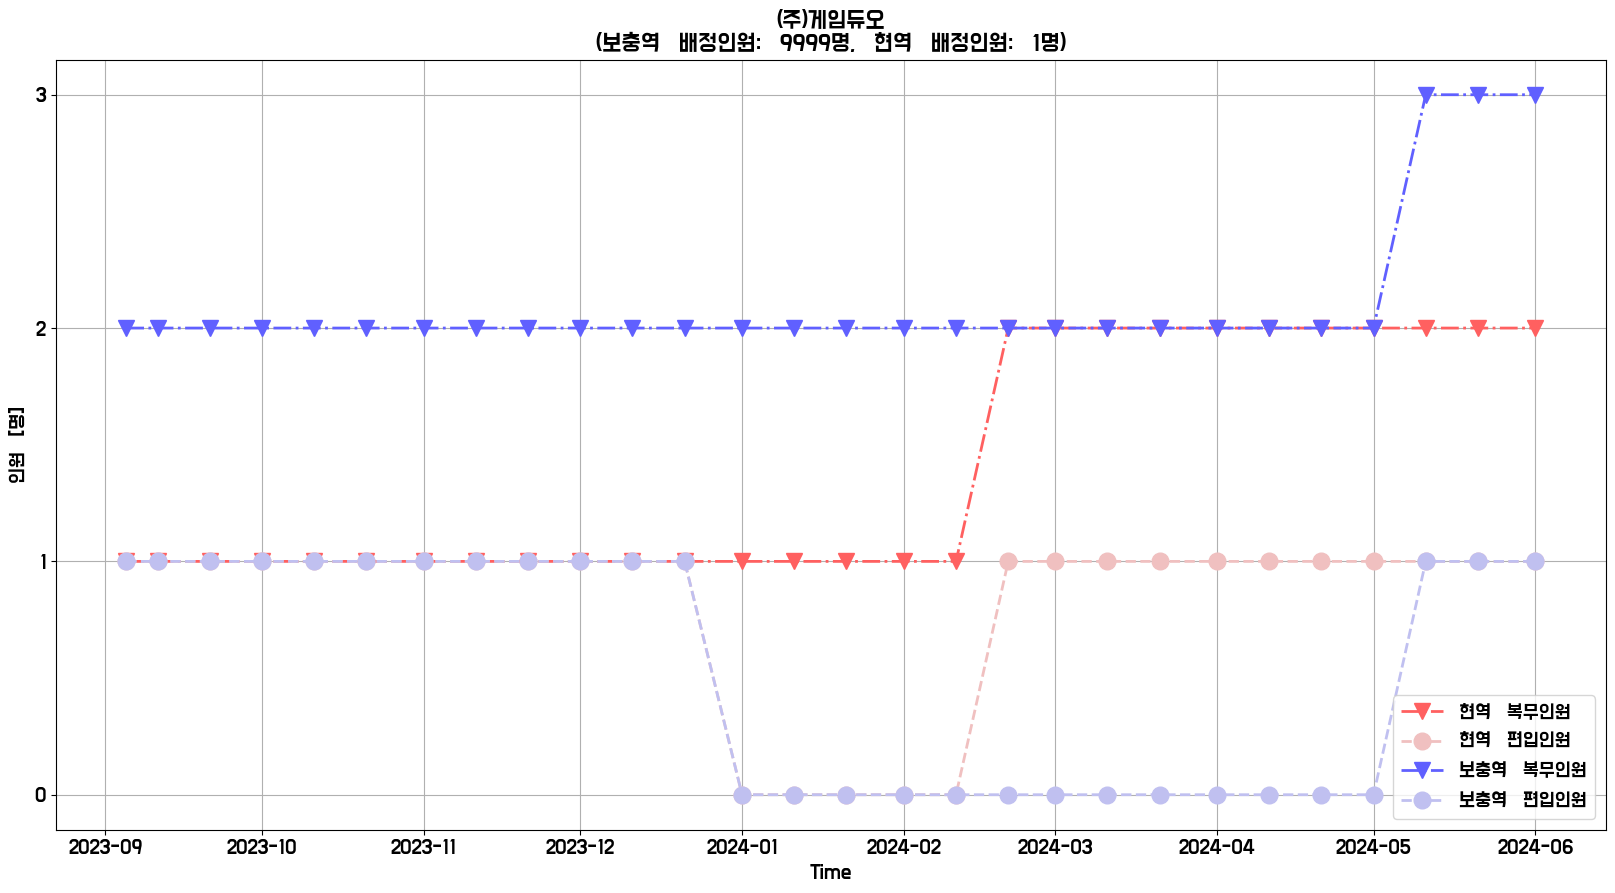 (주)게임듀오
(보충역 배정인원: 9999명, 현역 배정인원: 1명)
인원 [명]
3
2
1
0
2023-09 2023-10 2023-11 2023-12 2024-01 2024-02 2024-03 2024-04 2024-05 2024-06
Time
현역 복무인원
현역 편입인원
보충역 복무인원
보충역 편입인원